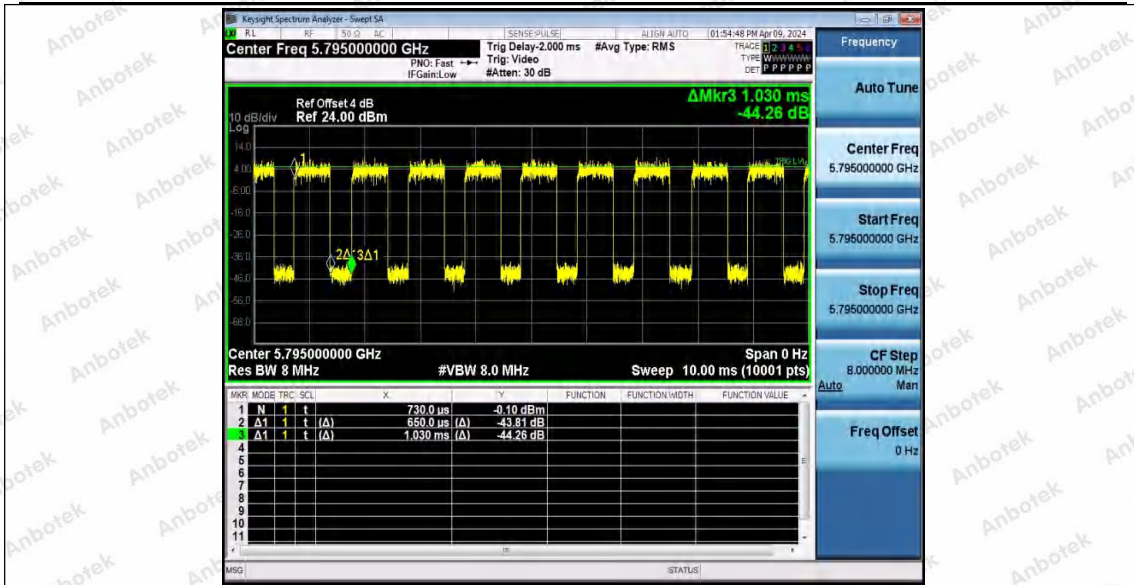 Keysight Spectrum Analyzer - Swept SA
LXI RL RF 50 Ω AC SENSE:PULSE ALIGN AUTO 01:54:48 PM Apr 09, 2024
Center Freq 5.795000000 GHz
PNO: Fast
IFGain:Low
Trig Delay-2.000 ms
Trig: Video
#Atten: 30 dB
#Avg Type: RMS
TRACE 1 2 3 4 5 6
TYPE W
DET P P P P P P
Frequency
Auto Tune
Center Freq
5.795000000 GHz
Start Freq
5.795000000 GHz
Stop Freq
5.795000000 GHz
CF Step
8.000000 MHz
Auto Man
Freq Offset
0 Hz
ΔMkr3 1.030 ms
-44.26 dB
Ref Offset 4 dB
10 dB/div Ref 24.00 dBm
Log
14.0
4.00
-6.00
-16.0
-26.0
-36.0
-46.0
-56.0
-66.0
1
TRIG LVL
2Δ1 3Δ1
Center 5.795000000 GHz Span 0 Hz
Res BW 8 MHz #VBW 8.0 MHz Sweep 10.00 ms (10001 pts)
MKR MODE TRC SCL X Y FUNCTION FUNCTION WIDTH FUNCTION VALUE
1 N 1 t 730.0 µs -0.10 dBm
2 Δ1 1 t (Δ) 650.0 µs (Δ) -43.81 dB
3 Δ1 1 t (Δ) 1.030 ms (Δ) -44.26 dB
4
5
6
7
8
9
10
11
MSG STATUS
Anbotek